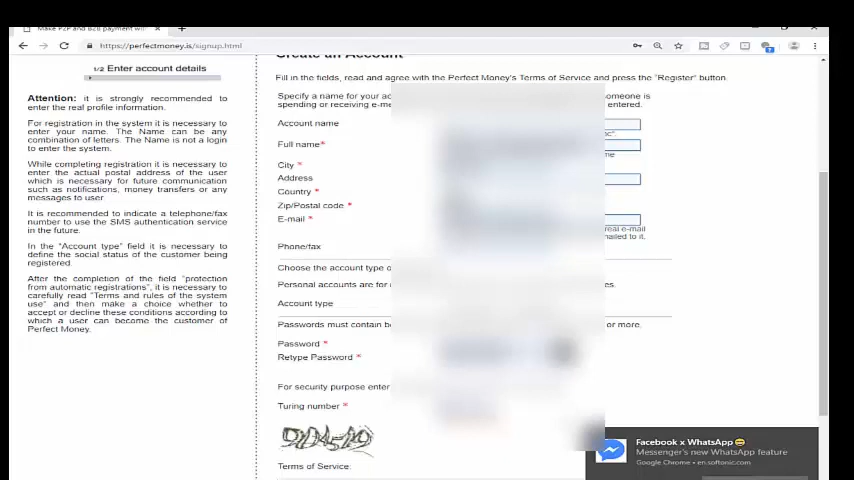 Make P2P and B2B payment with
https://perfectmoney.is/signup.html
1/2 Enter account details
Attention: it is strongly recommended to enter the real profile information.
For registration in the system it is necessary to
enter your name. The Name can be any
combination of letters. The Name is not a login
to enter the system.
While completing registration it is necessary to
enter the actual postal address of the user
which is necessary for future communication
such as notifications, money transfers or any
messages to user.
It is recommended to indicate a telephone/fax
number to use the SMS authentication service
in the future.
In the "Account type" field it is necessary to
define the social status of the customer being
registered.
After the completion of the field "protection
from automatic registrations", it is necessary to
carefully read "Terms and rules of the system
use" and then make a choice whether to
accept or decline these conditions according to
which a user can become the customer of
Perfect Money.
Create an Account
Fill in the fields, read and agree with the Perfect Money's Terms of Service and press the "Register" button.
Specify a name for your someone is
spending or receiving entered.
Account name
Full name*
City *
Address
Country *
Zip/Postal code *
E-mail *
real e-mail
mailed to it.
Phone/fax
Choose the account type
Personal accounts are for
Account type
Passwords must contain or more.
Password *
Retype Password *
For security purpose enter
Turing number *
Terms of Service:
Facebook x WhatsApp 😄
Messenger's new WhatsApp feature
Google Chrome • en.softonic.com